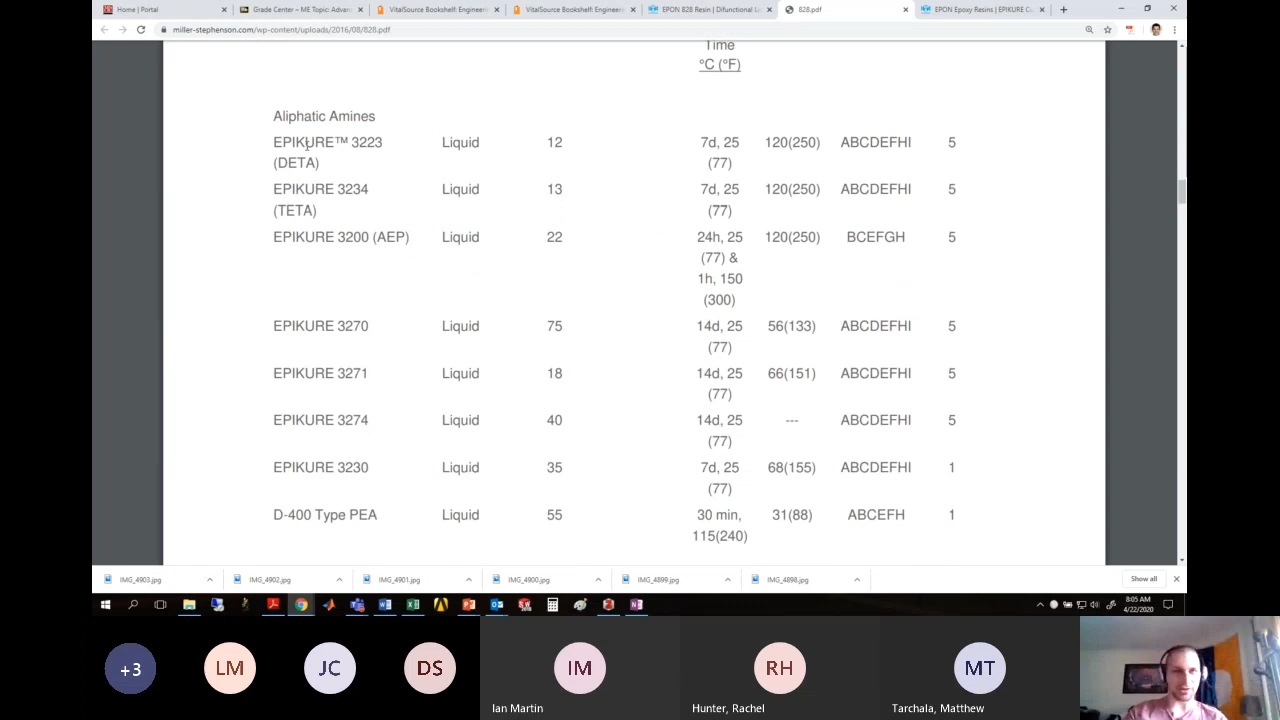 Home | Portal
Grade Center – ME Topic: Advan
VitalSource Bookshelf: Engineerin
VitalSource Bookshelf: Engineerin
EPON 828 Resin | Difunctional
828.pdf
EPON Epoxy Resins | EPIKURE C
miller-stephenson.com/wp-content/uploads/2016/08/828.pdf
Time
°C (°F)
Aliphatic Amines
EPIKURE™ 3223 Liquid 12 7d, 25 120(250) ABCDEFHI 5
(DETA) (77)
EPIKURE 3234 Liquid 13 7d, 25 120(250) ABCDEFHI 5
(TETA) (77)
EPIKURE 3200 (AEP) Liquid 22 24h, 25 120(250) BCEFGH 5
(77) &
1h, 150
(300)
EPIKURE 3270 Liquid 75 14d, 25 56(133) ABCDEFHI 5
(77)
EPIKURE 3271 Liquid 18 14d, 25 66(151) ABCDEFHI 5
(77)
EPIKURE 3274 Liquid 40 14d, 25 --- ABCDEFHI 5
(77)
EPIKURE 3230 Liquid 35 7d, 25 68(155) ABCDEFHI 1
(77)
D-400 Type PEA Liquid 55 30 min, 31(88) ABCEFH 1
115(240)
IMG_4903.jpg
IMG_4902.jpg
IMG_4901.jpg
IMG_4900.jpg
IMG_4899.jpg
IMG_4898.jpg
Show all
8:05 AM
4/22/2020
+3
LM
JC
DS
IM
RH
MT
Ian Martin
Hunter, Rachel
Tarchala, Matthew